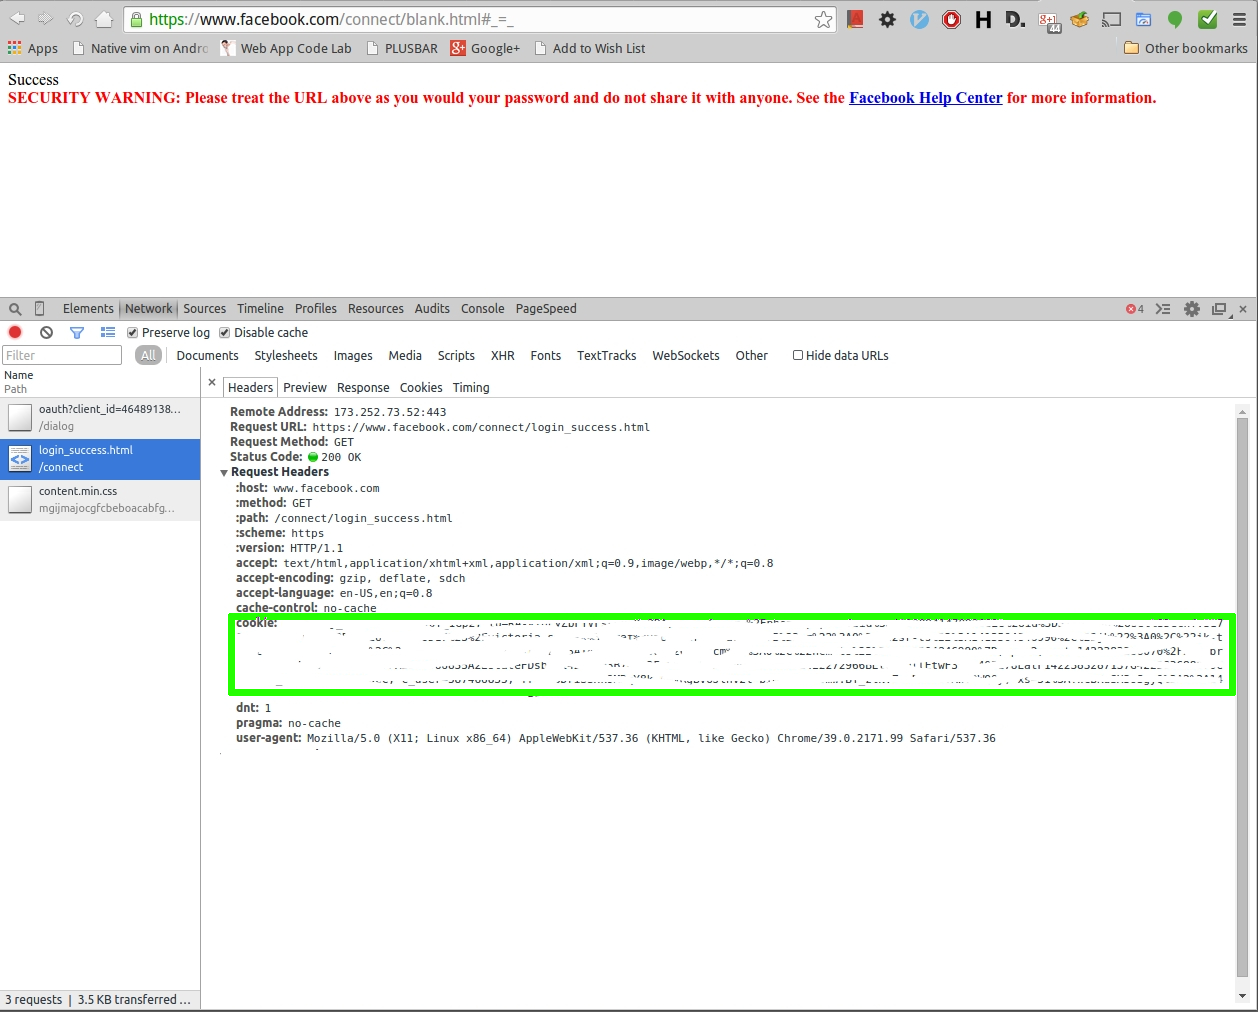 https://www.facebook.com/connect/blank.html#_=_
44
Apps Native vim on Andro Web App Code Lab PLUSBAR Google+ Add to Wish List Other bookmarks
Success
SECURITY WARNING: Please treat the URL above as you would your password and do not share it with anyone. See the Facebook Help Center for more information.
Elements Network Sources Timeline Profiles Resources Audits Console PageSpeed 4
Preserve log Disable cache
Filter All Documents Stylesheets Images Media Scripts XHR Fonts TextTracks WebSockets Other Hide data URLs
Name
Path
oauth?client_id=46489138...
/dialog
login_success.html
/connect
content.min.css
mgijmajocgfcbeboacabfg...
3 requests | 3.5 KB transferred ...
× Headers Preview Response Cookies Timing
Remote Address: 173.252.73.52:443
Request URL: https://www.facebook.com/connect/login_success.html
Request Method: GET
Status Code: 200 OK
Request Headers
:host: www.facebook.com
:method: GET
:path: /connect/login_success.html
:scheme: https
:version: HTTP/1.1
accept: text/html,application/xhtml+xml,application/xml;q=0.9,image/webp,*/*;q=0.8
accept-encoding: gzip, deflate, sdch
accept-language: en-US,en;q=0.8
cache-control: no-cache
cookie:
dnt: 1
pragma: no-cache
user-agent: Mozilla/5.0 (X11; Linux x86_64) AppleWebKit/537.36 (KHTML, like Gecko) Chrome/39.0.2171.99 Safari/537.36